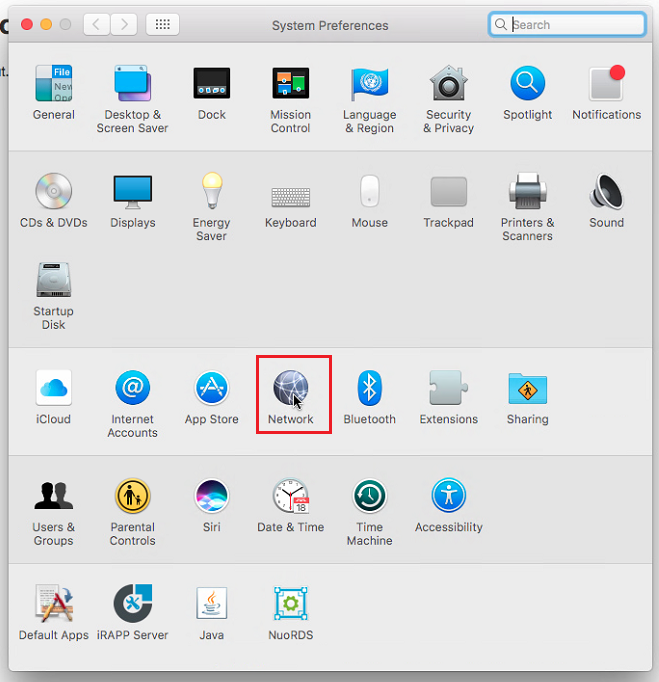 System Preferences
Search
t.
File
New
Ope
General
Desktop &
Screen Saver
Dock
Mission
Control
Language
& Region
Security
& Privacy
Spotlight
Notifications
CDs & DVDs
Displays
Energy
Saver
Keyboard
Mouse
Trackpad
Printers &
Scanners
Sound
Startup
Disk
iCloud
@
Internet
Accounts
App Store
Network
Bluetooth
Extensions
Sharing
Users &
Groups
Parental
Controls
Siri
18
Date & Time
Time
Machine
Accessibility
Default Apps
iRAPP Server
Java
NuoRDS